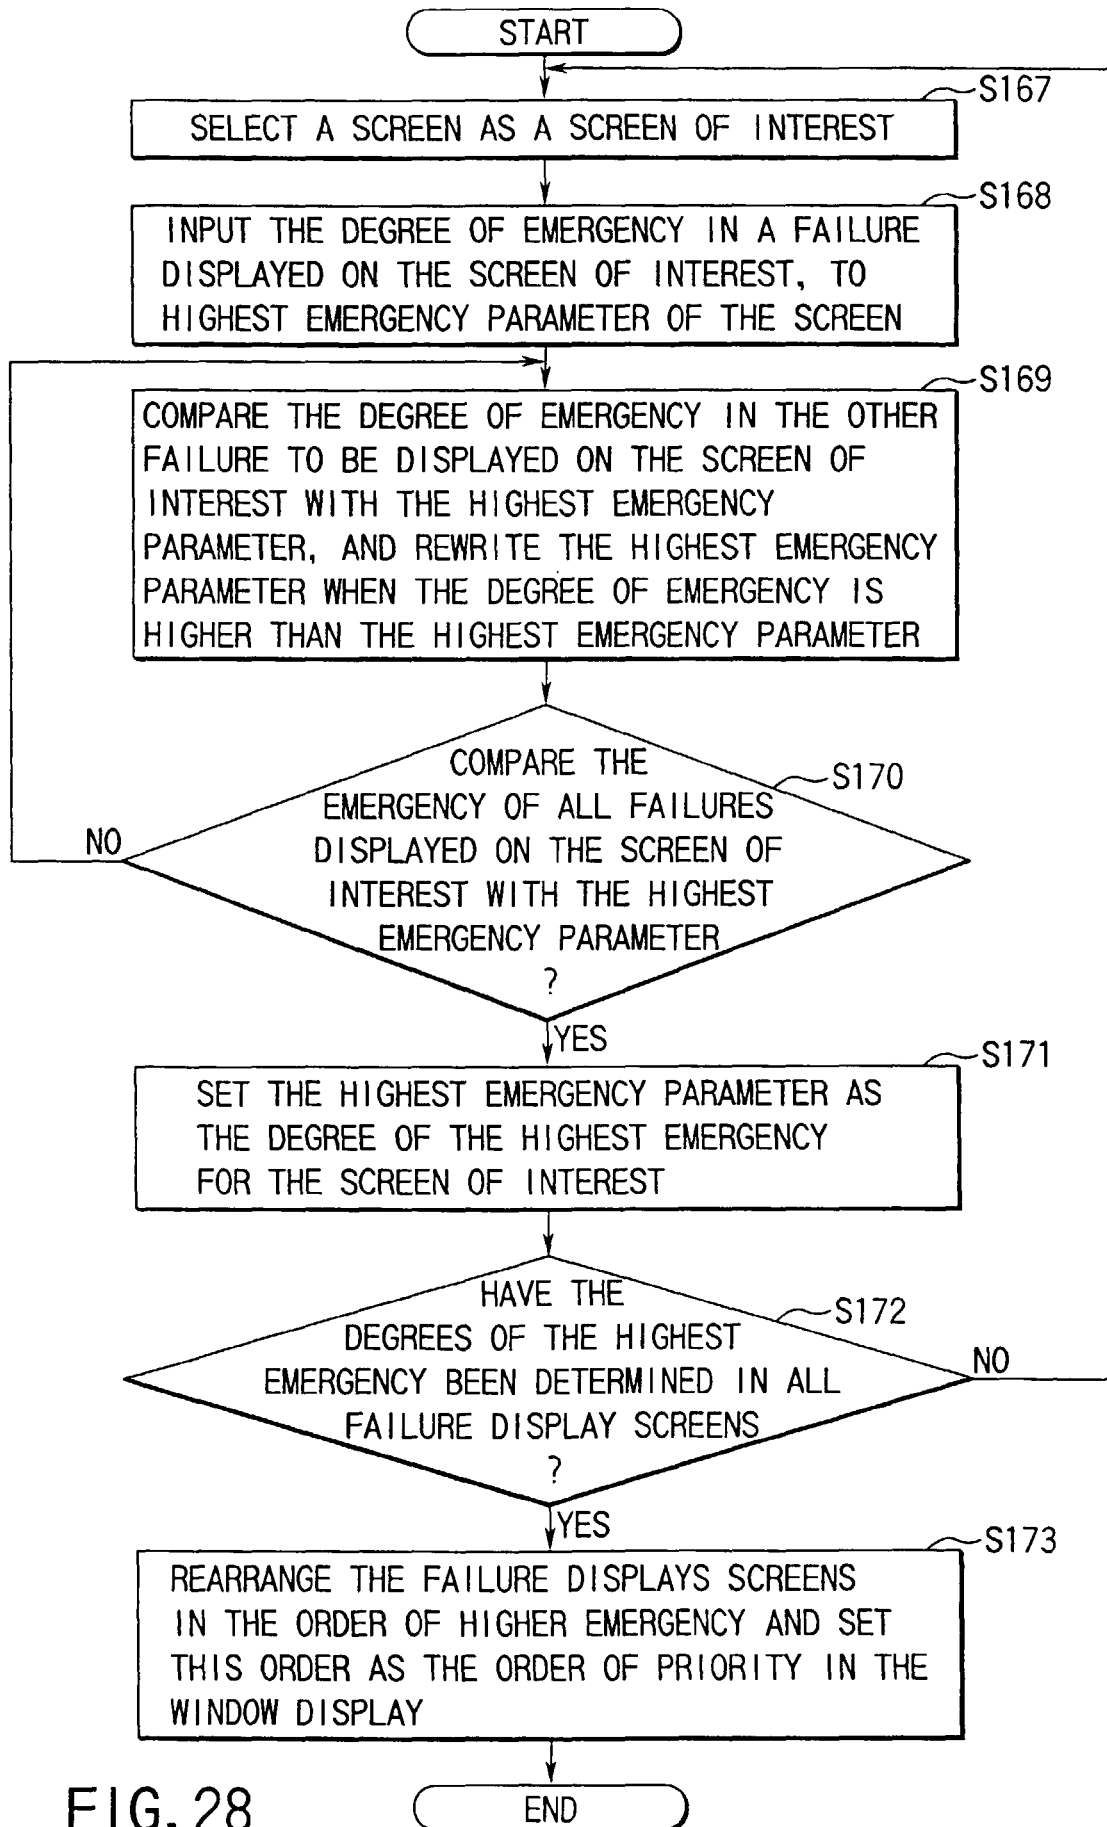 START
S167
SELECT A SCREEN AS A SCREEN OF INTEREST
S168
INPUT THE DEGREE OF EMERGENCY IN A FAILURE
DISPLAYED ON THE SCREEN OF INTEREST, TO
HIGHEST EMERGENCY PARAMETER OF THE SCREEN
S169
COMPARE THE DEGREE OF EMERGENCY IN THE OTHER
FAILURE TO BE DISPLAYED ON THE SCREEN OF
INTEREST WITH THE HIGHEST EMERGENCY
PARAMETER, AND REWRITE THE HIGHEST EMERGENCY
PARAMETER WHEN THE DEGREE OF EMERGENCY IS
HIGHER THAN THE HIGHEST EMERGENCY PARAMETER
S170
COMPARE THE
EMERGENCY OF ALL FAILURES
DISPLAYED ON THE SCREEN OF
INTEREST WITH THE HIGHEST
EMERGENCY PARAMETER
?
NO
YES
S171
SET THE HIGHEST EMERGENCY PARAMETER AS
THE DEGREE OF THE HIGHEST EMERGENCY
FOR THE SCREEN OF INTEREST
S172
HAVE THE
DEGREES OF THE HIGHEST
EMERGENCY BEEN DETERMINED IN ALL
FAILURE DISPLAY SCREENS
?
NO
YES
S173
REARRANGE THE FAILURE DISPLAYS SCREENS
IN THE ORDER OF HIGHER EMERGENCY AND SET
THIS ORDER AS THE ORDER OF PRIORITY IN THE
WINDOW DISPLAY
END
FIG. 28